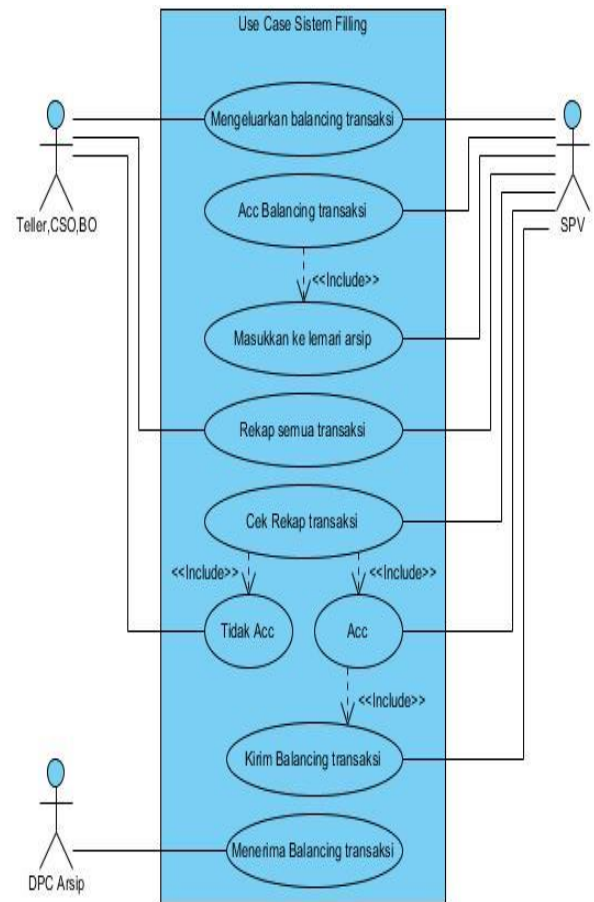 Use Case Sistem Filling
Mengeluarkan balancing transaksi
Teller,CSO,BO
SPV
Acc Balancing transaksi
<<Include>>
Masukkan ke lemari arsip
Rekap semua transaksi
Cek Rekap transaksi
<<Include>>
<<Include>>
Tidak Acc
Acc
<<Include>>
Kirim Balancing transaksi
Menerima Balancing transaksi
DPC Arsip